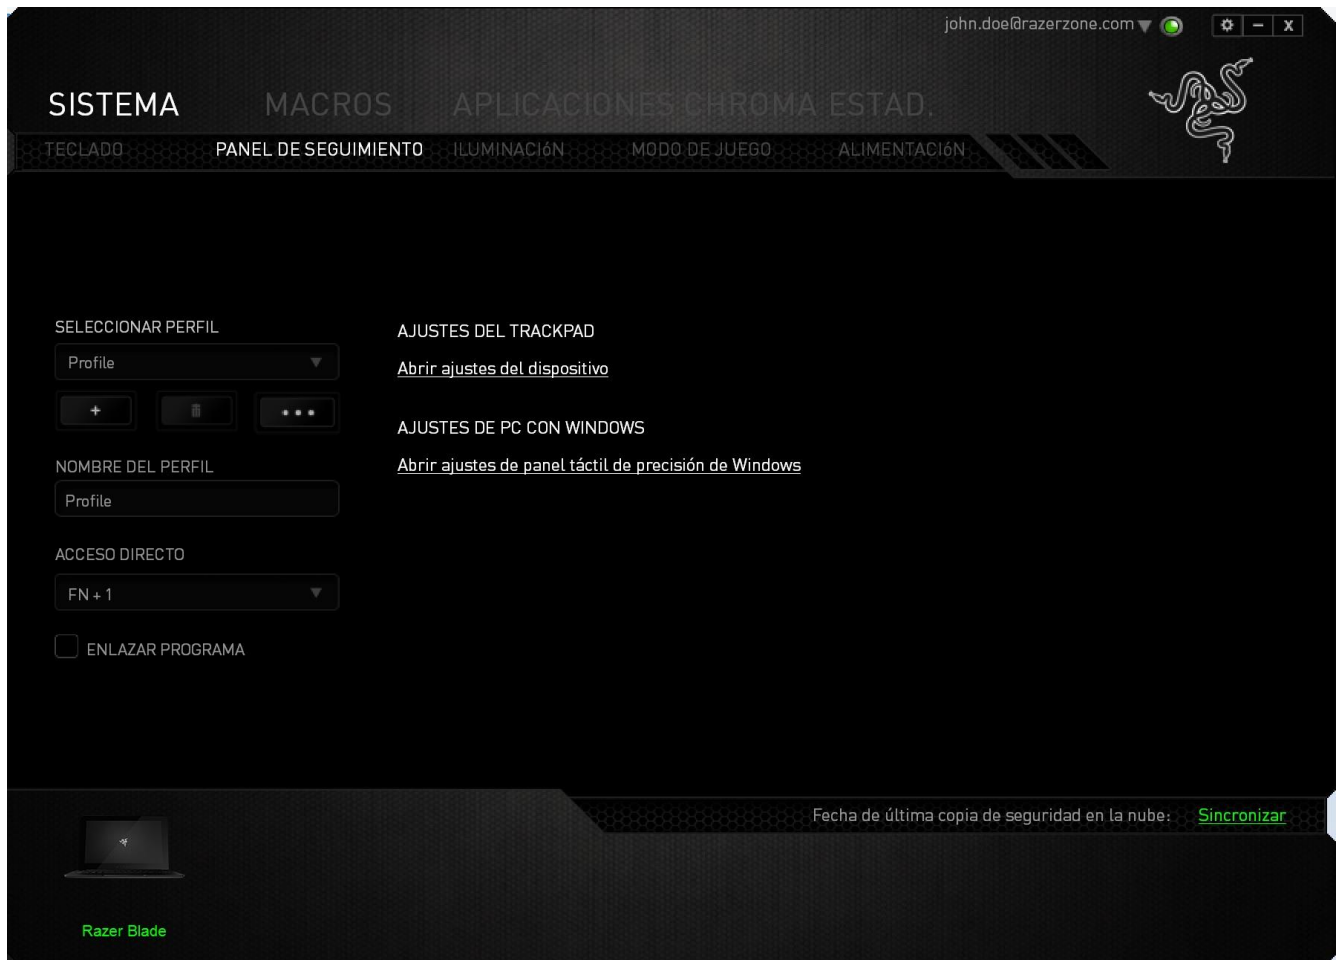 john.doe@razerzone.com
SISTEMA MACROS APLICACIONES CHROMA ESTAD.
TECLADO PANEL DE SEGUIMIENTO ILUMINACIóN MODO DE JUEGO ALIMENTACIóN
SELECCIONAR PERFIL
Profile
NOMBRE DEL PERFIL
Profile
ACCESO DIRECTO
FN + 1
ENLAZAR PROGRAMA
AJUSTES DEL TRACKPAD
Abrir ajustes del dispositivo
AJUSTES DE PC CON WINDOWS
Abrir ajustes de panel táctil de precisión de Windows
Fecha de última copia de seguridad en la nube: Sincronizar
Razer Blade